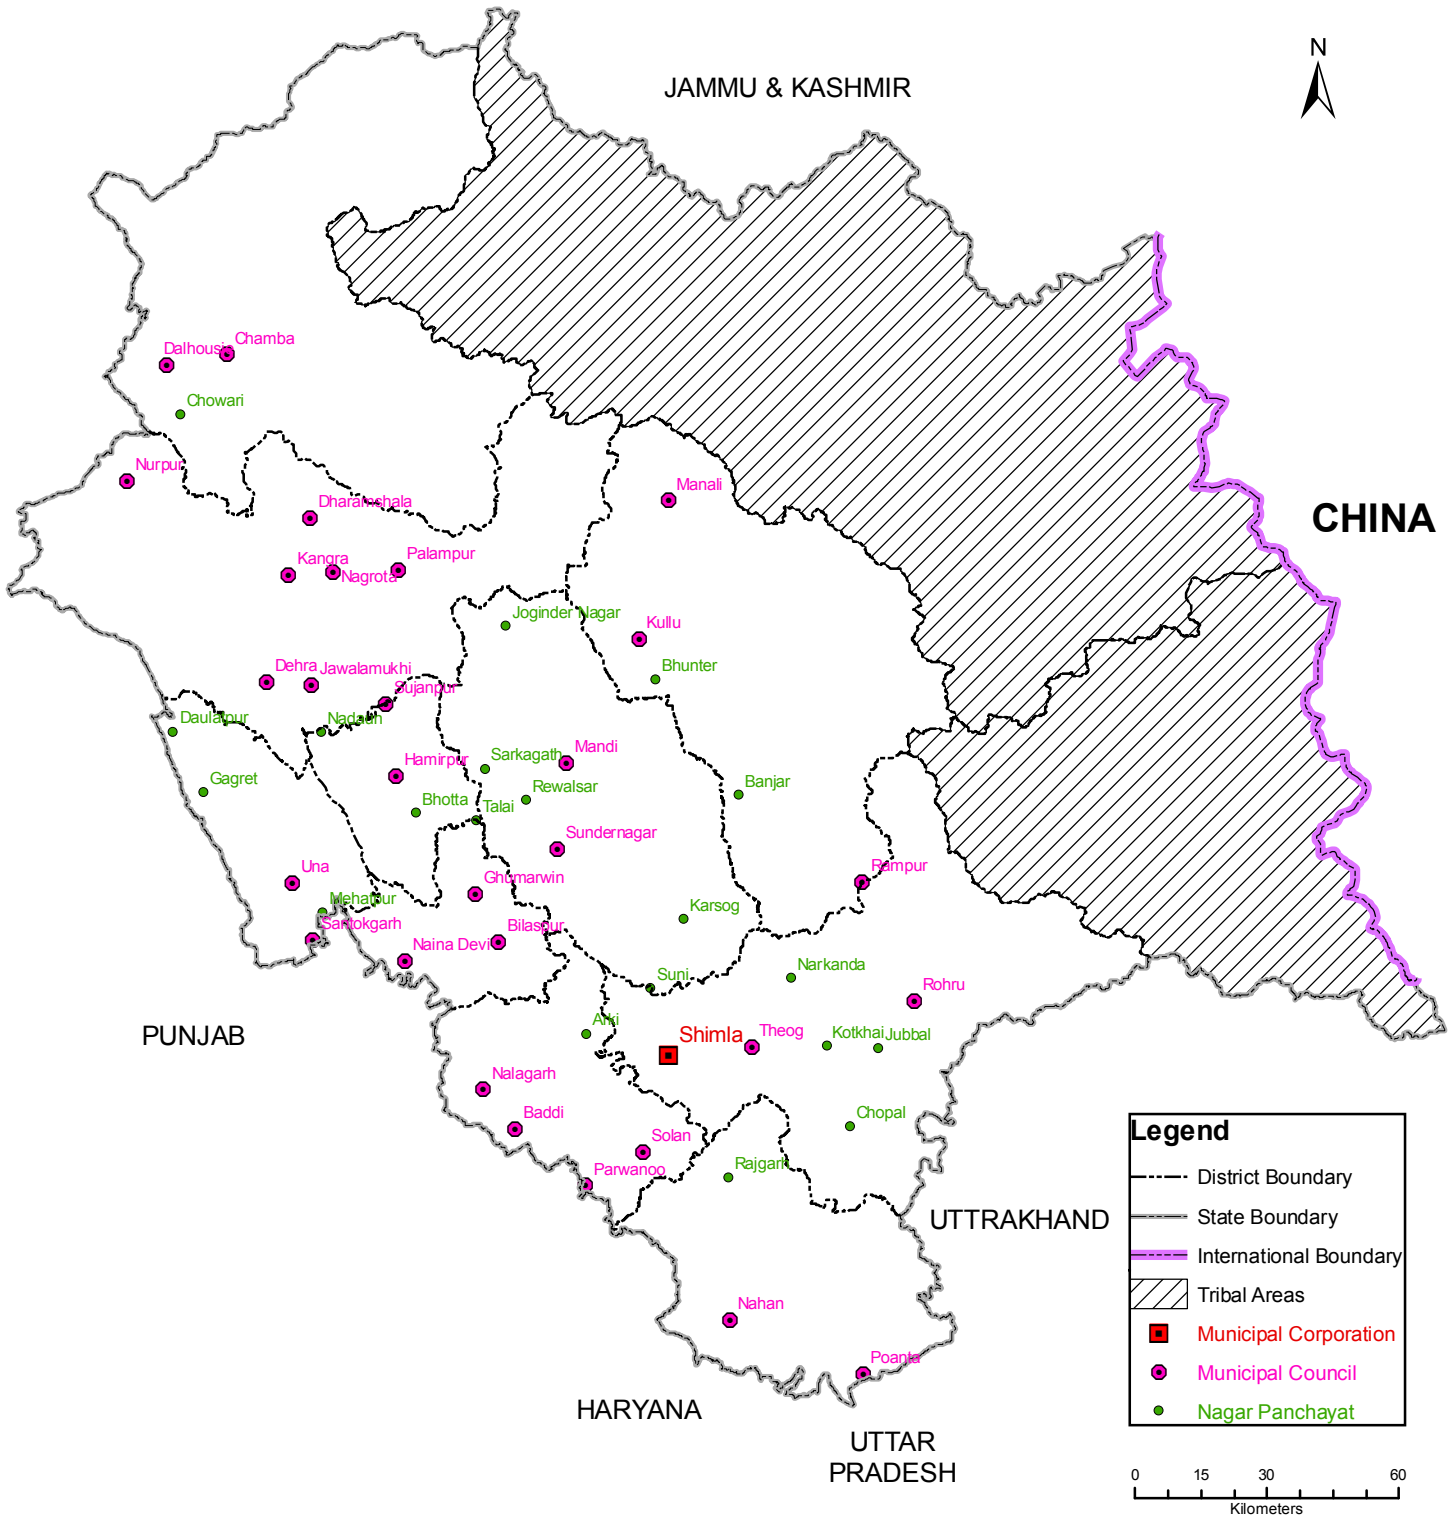 N
JAMMU & KASHMIR
Chamba
Dalhousie
Chowari
Nurpur
Manali
Dharamshala
CHINA
Palampur
Kangra
Nagrota
Joginder Nagar
Kullu
Bhunter
Dehra
Jawalamukhi
Sujanpur
Daulatpur
Nadaun
Mandi
Sarkagath
Hamirpur
Gagret
Rewalsar
Banjar
Bhotta
Talai
Sundernagar
Una
Rampur
Ghumarwin
Mehatpur
Karsog
Santokgarh
Bilaspur
Naina Devi
Narkanda
Suni
Rohru
PUNJAB
Arki
Shimla
Theog
Kotkhai
Jubbal
Nalagarh
Baddi
Chopal
Solan
Parwanoo
Rajgarh
UTTRAKHAND
Nahan
Poanta
HARYANA
UTTAR
PRADESH
Legend
District Boundary
State Boundary
International Boundary
Tribal Areas
Municipal Corporation
Municipal Council
Nagar Panchayat
0 15 30 60
Kilometers